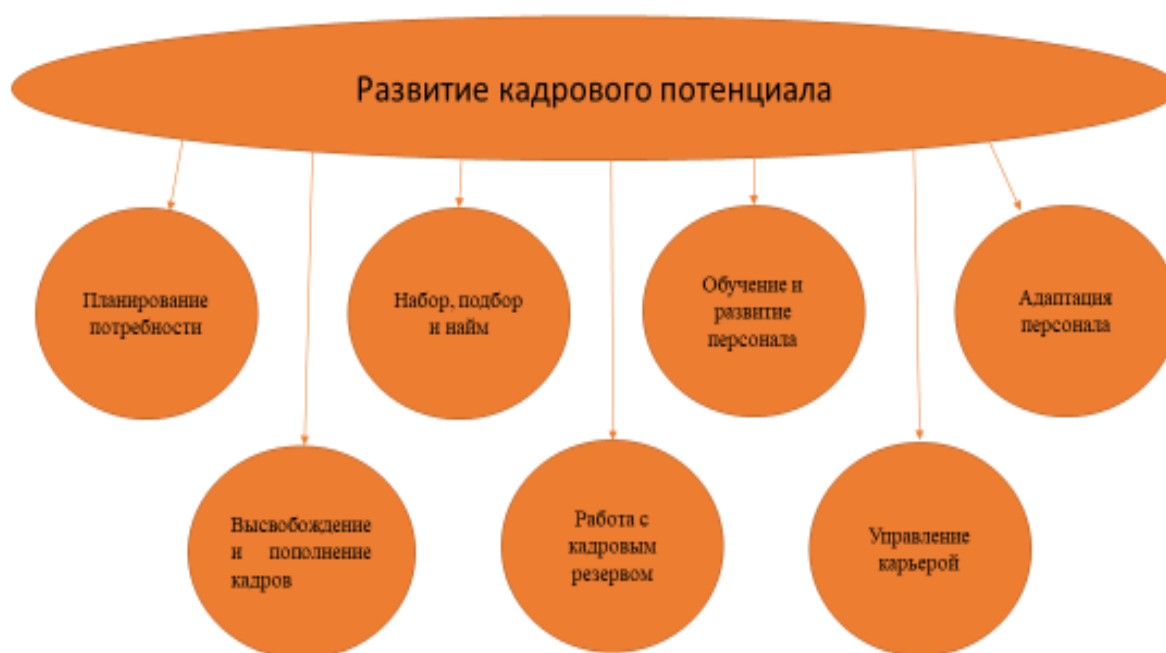 Развитие кадрового потенциала
Планирование
потребности
Набор, подбор
и найм
Обучение и
развитие
персонала
Адаптация
персонала
Высвобождение
и пополнение
кадров
Работа с
кадровым
резервом
Управление
карьерой